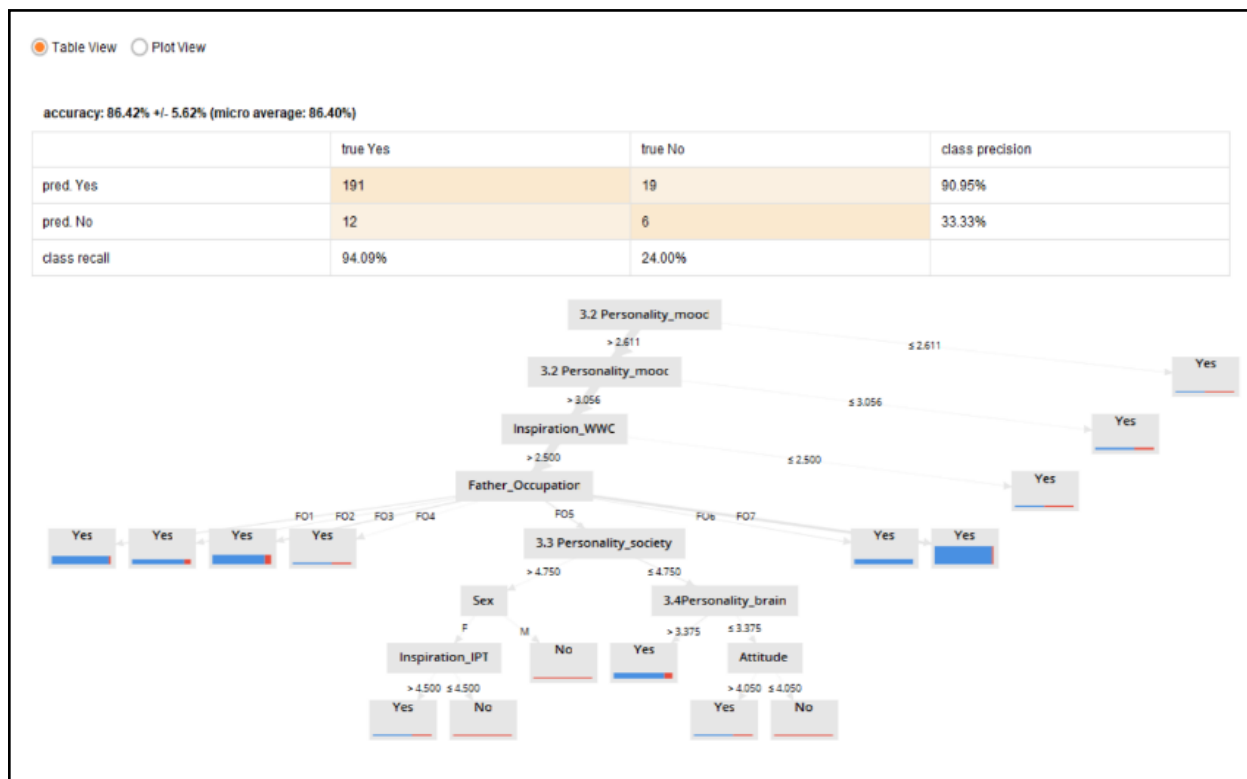 Table View Plot View
accuracy: 86.42% +/- 5.62% (micro average: 86.40%)
true Yes true No class precision
pred. Yes 191 19 90.95%
pred. No 12 6 33.33%
class recall 94.09% 24.00%
3.2 Personality_mood
> 2.611 ≤ 2.611
3.2 Personality_mood Yes
> 3.056 ≤ 3.056
Inspiration_WWC Yes
> 2.500 ≤ 2.500
Father_Occupation Yes
FO1 FO2 FO3 FO4 FO5 FO6 FO7
Yes Yes Yes Yes 3.3 Personality_society Yes Yes
> 4.750 ≤ 4.750
Sex 3.4Personality_brain
F M > 3.375 ≤ 3.375
Inspiration_IPT No Yes Attitude
> 4.500 ≤ 4.500 > 4.050 ≤ 4.050
Yes No Yes No